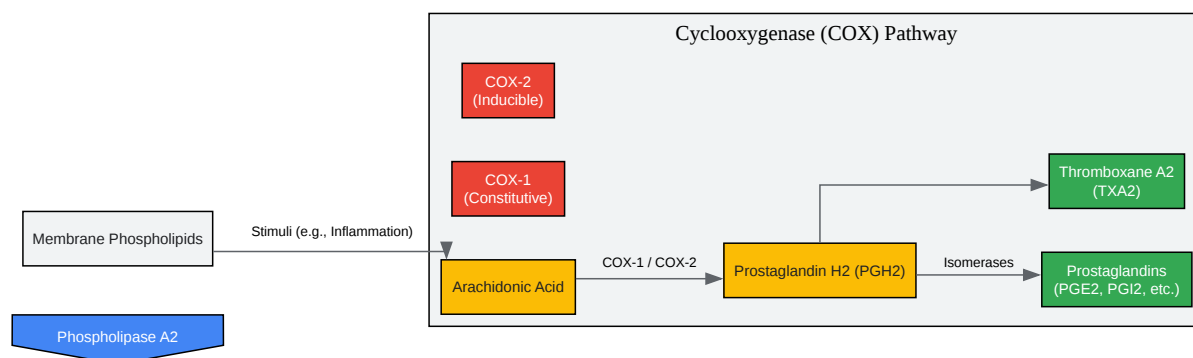 Cyclooxygenase (COX) Pathway
COX-2
(Inducible)
COX-1
(Constitutive)
Thromboxane A2
(TXA2)
Membrane Phospholipids
Stimuli (e.g., Inflammation)
Arachidonic Acid
COX-1 / COX-2
Prostaglandin H2 (PGH2)
Isomerases
Prostaglandins
(PGE2, PGI2, etc.)
Phospholipase A2